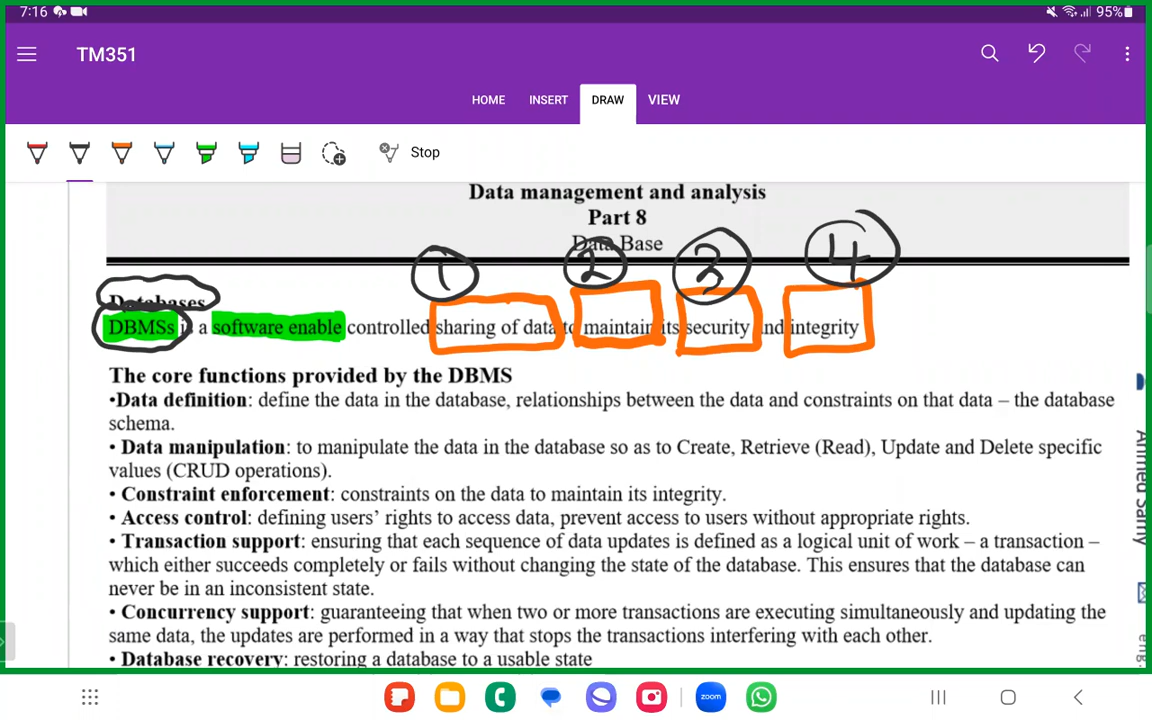 7:16 95%
TM351
HOME INSERT DRAW VIEW
Stop
Data management and analysis
Part 8
Data Base
1 2 3 4
Databases
DBMSs is a software enable controlled sharing of data to maintain its security and integrity
The core functions provided by the DBMS
•Data definition: define the data in the database, relationships between the data and constraints on that data – the database
schema.
• Data manipulation: to manipulate the data in the database so as to Create, Retrieve (Read), Update and Delete specific
values (CRUD operations).
• Constraint enforcement: constraints on the data to maintain its integrity.
• Access control: defining users’ rights to access data, prevent access to users without appropriate rights.
• Transaction support: ensuring that each sequence of data updates is defined as a logical unit of work – a transaction –
which either succeeds completely or fails without changing the state of the database. This ensures that the database can
never be in an inconsistent state.
• Concurrency support: guaranteeing that when two or more transactions are executing simultaneously and updating the
same data, the updates are performed in a way that stops the transactions interfering with each other.
• Database recovery: restoring a database to a usable state
Ahmed Samy
eng.
zoom